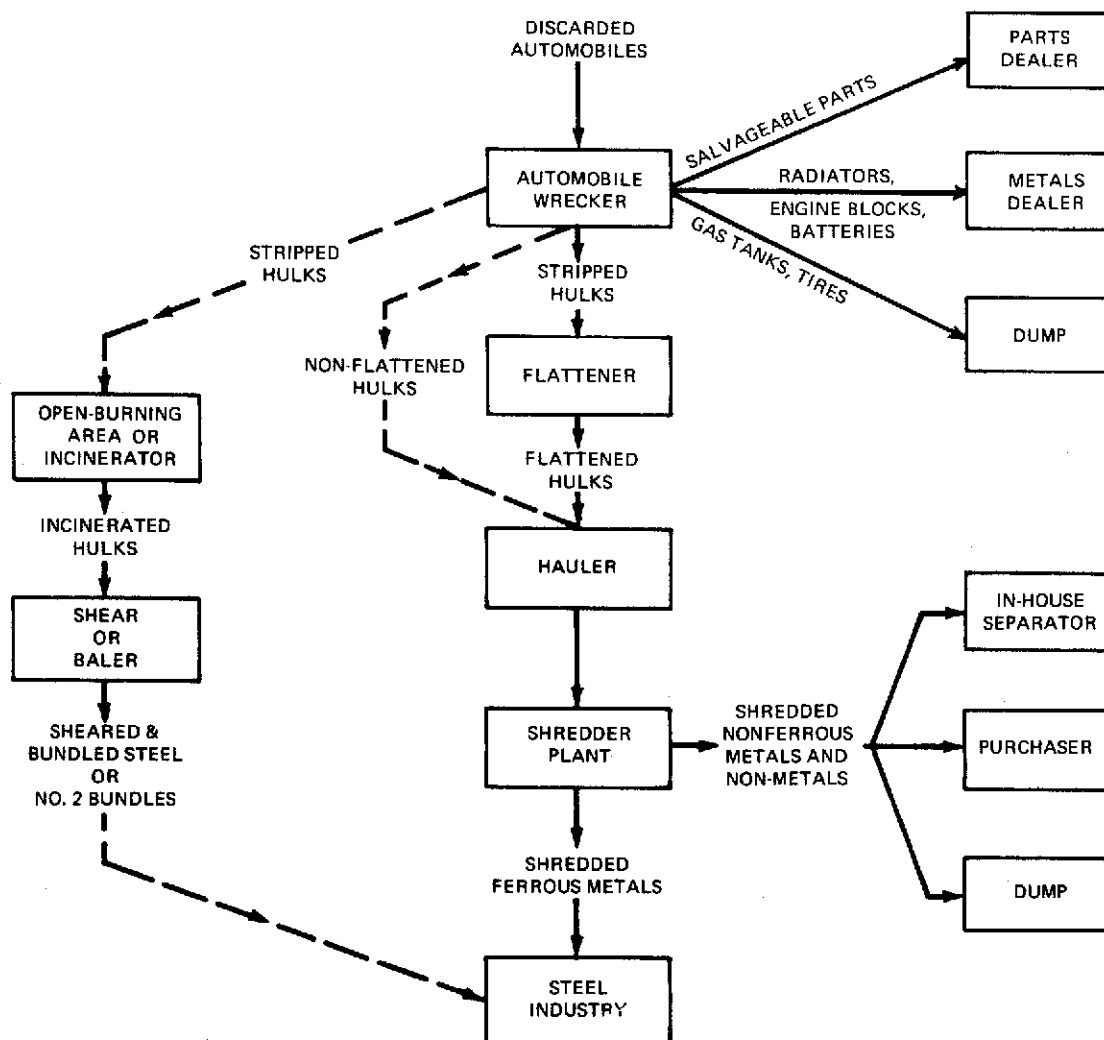 DISCARDED
AUTOMOBILES
PARTS
DEALER
SALVAGEABLE PARTS
AUTOMOBILE
WRECKER
RADIATORS,
ENGINE BLOCKS,
BATTERIES
METALS
DEALER
GAS TANKS, TIRES
DUMP
STRIPPED
HULKS
STRIPPED
HULKS
NON-FLATTENED
HULKS
FLATTENER
OPEN-BURNING
AREA OR
INCINERATOR
FLATTENED
HULKS
INCINERATED
HULKS
HAULER
SHEAR
OR
BALER
IN-HOUSE
SEPARATOR
SHEARED &
BUNDLED STEEL
OR
NO. 2 BUNDLES
SHREDDER
PLANT
SHREDDED
NONFERROUS
METALS AND
NON-METALS
PURCHASER
SHREDDED
FERROUS METALS
DUMP
STEEL
INDUSTRY